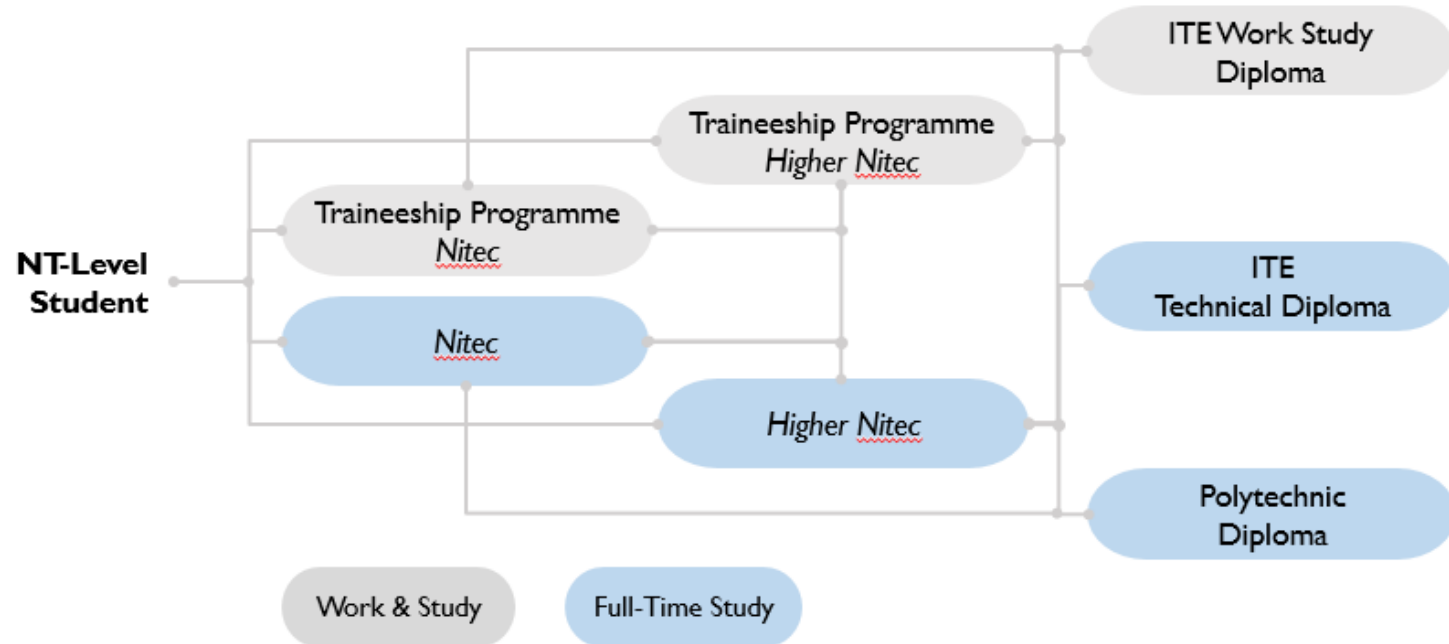 ITE Work Study
Diploma
Traineeship Programme
Higher Nitec
Traineeship Programme
Nitec
NT-Level
Student
ITE
Technical Diploma
Nitec
Higher Nitec
Polytechnic
Diploma
Work & Study
Full-Time Study